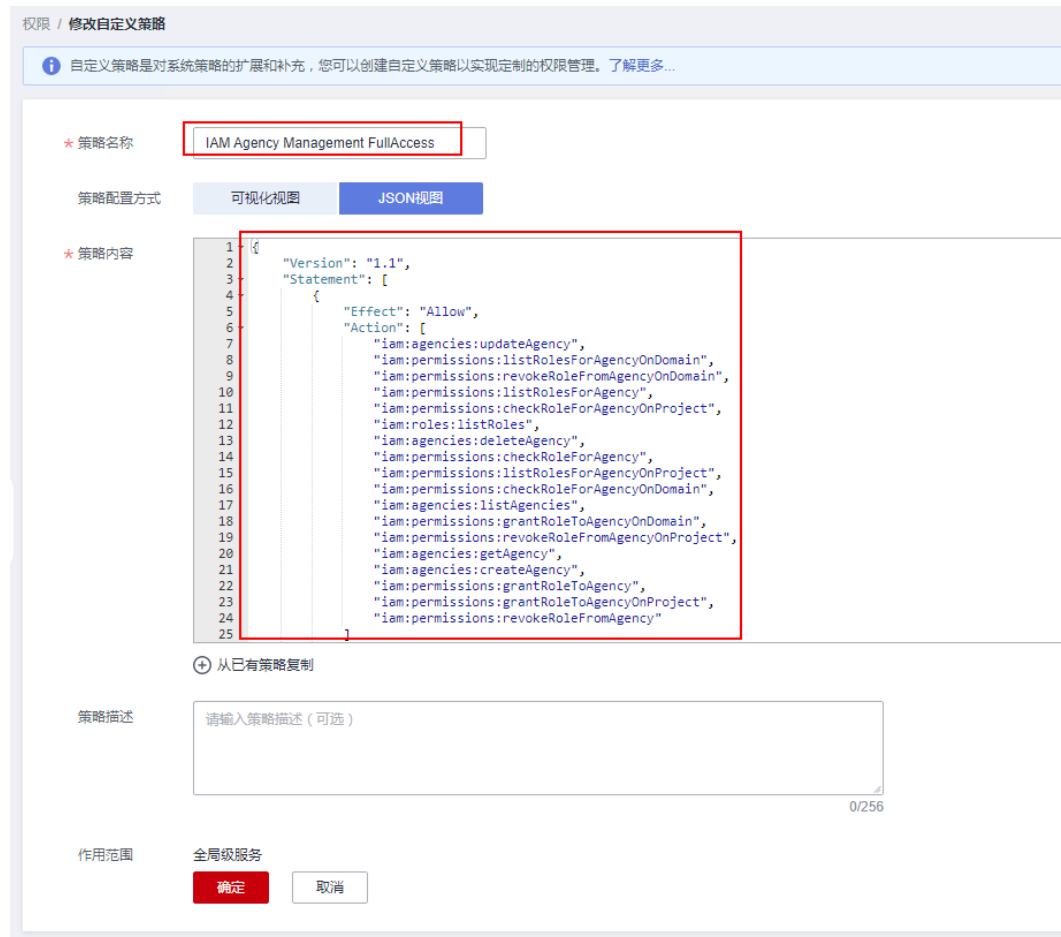 权限 / 修改自定义策略
自定义策略是对系统策略的扩展和补充，您可以创建自定义策略以实现定制的权限管理。了解更多...
* 策略名称 IAM Agency Management FullAccess
策略配置方式 可视化视图 JSON视图
* 策略内容
1 {
2 "Version": "1.1",
3 "Statement": [
4 {
5 "Effect": "Allow",
6 "Action": [
7 "iam:agencies:updateAgency",
8 "iam:permissions:listRolesForAgencyOnDomain",
9 "iam:permissions:revokeRoleFromAgencyOnDomain",
10 "iam:permissions:listRolesForAgency",
11 "iam:permissions:checkRoleForAgencyOnProject",
12 "iam:roles:listRoles",
13 "iam:agencies:deleteAgency",
14 "iam:permissions:checkRoleForAgency",
15 "iam:permissions:listRolesForAgencyOnProject",
16 "iam:permissions:checkRoleForAgencyOnDomain",
17 "iam:agencies:listAgencies",
18 "iam:permissions:grantRoleToAgencyOnDomain",
19 "iam:permissions:revokeRoleFromAgencyOnProject",
20 "iam:agencies:getAgency",
21 "iam:agencies:createAgency",
22 "iam:permissions:grantRoleToAgency",
23 "iam:permissions:grantRoleToAgencyOnProject",
24 "iam:permissions:revokeRoleFromAgency"
25 ]
从已有策略复制
策略描述 请输入策略描述（可选）
0/256
作用范围 全局级服务
确定 取消